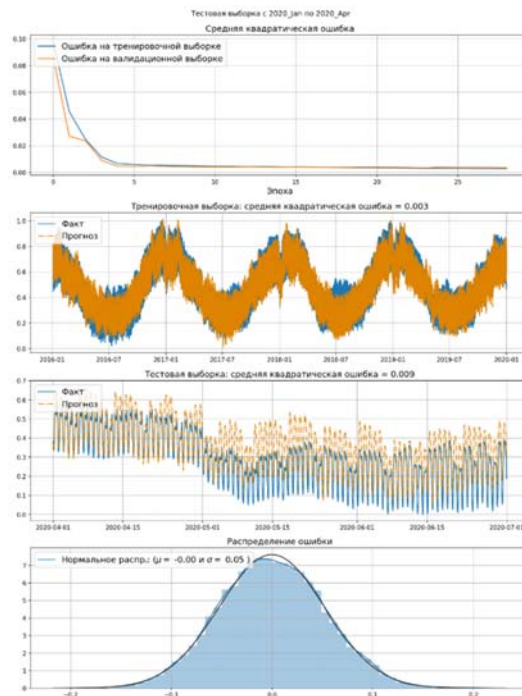 Тестовая выборка с 2020_Jan по 2020_Apr
Средняя квадратическая ошибка
0.10
0.08
0.06
0.04
0.02
0.00
Ошибка на тренировочной выборке
Ошибка на валидационной выборке
0 5 10 15 20 25
Эпоха
Тренировочная выборка: средняя квадратическая ошибка = 0.003
1.0
0.8
0.6
0.4
0.2
0.0
Факт
Прогноз
2016-01 2016-07 2017-01 2017-07 2018-01 2018-07 2019-01 2019-07 2020-01
Тестовая выборка: средняя квадратическая ошибка = 0.009
0.7
0.6
0.5
0.4
0.3
0.2
0.1
0.0
Факт
Прогноз
2020-04-01 2020-04-15 2020-05-01 2020-05-15 2020-06-01 2020-06-15 2020-07-01
Распределение ошибки
7
6
5
4
3
2
1
0
Нормальное распр.: (μ = -0.00 и σ = 0.05 )
−0.2 −0.1 0.0 0.1 0.2